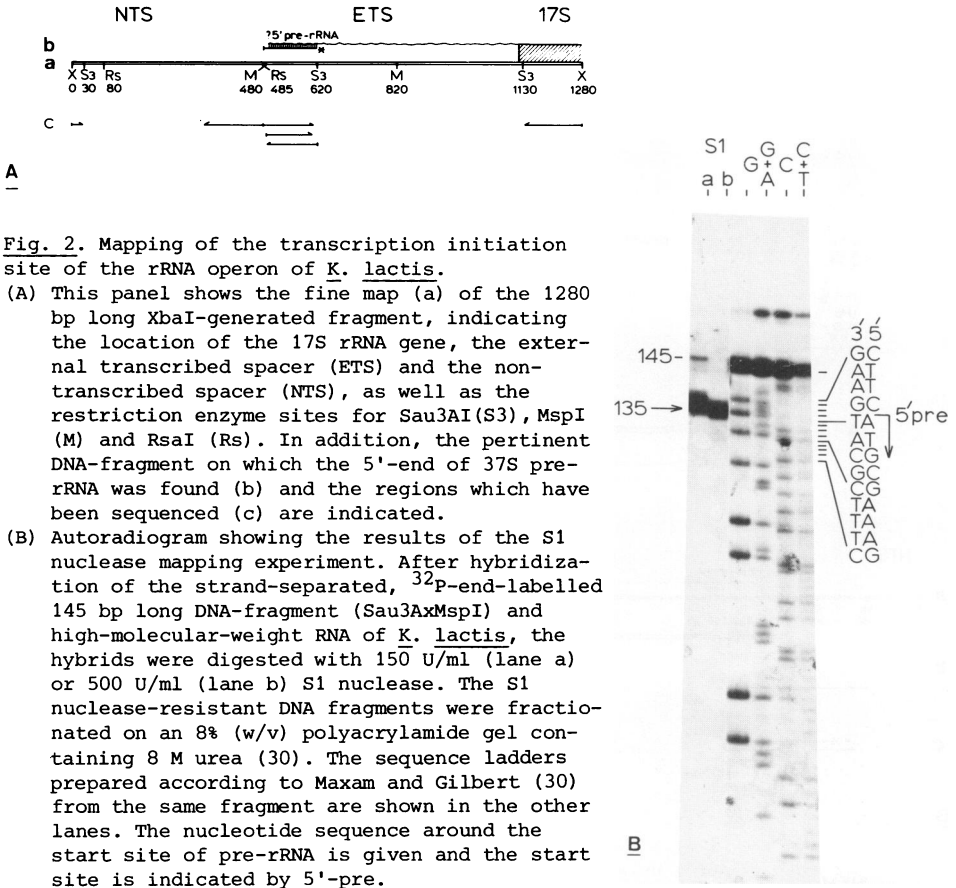 NTS ETS 17S
?5' pre-rRNA
b
*
a
X S3 Rs M Rs S3 M S3 X
0 30 80 480 485 620 820 1130 1280
C
A
Fig. 2. Mapping of the transcription initiation
site of the rRNA operon of K. lactis.
(A) This panel shows the fine map (a) of the 1280
bp long XbaI-generated fragment, indicating
the location of the 17S rRNA gene, the exter-
nal transcribed spacer (ETS) and the non-
transcribed spacer (NTS), as well as the
restriction enzyme sites for Sau3AI(S3), MspI
(M) and RsaI (Rs). In addition, the pertinent
DNA-fragment on which the 5'-end of 37S pre-
rRNA was found (b) and the regions which have
been sequenced (c) are indicated.
(B) Autoradiogram showing the results of the S1
nuclease mapping experiment. After hybridiza-
tion of the strand-separated, 32P-end-labelled
145 bp long DNA-fragment (Sau3AxMspI) and
high-molecular-weight RNA of K. lactis, the
hybrids were digested with 150 U/ml (lane a)
or 500 U/ml (lane b) S1 nuclease. The S1
nuclease-resistant DNA fragments were fractio-
nated on an 8% (w/v) polyacrylamide gel con-
taining 8 M urea (30). The sequence ladders
prepared according to Maxam and Gilbert (30)
from the same fragment are shown in the other
lanes. The nucleotide sequence around the
start site of pre-rRNA is given and the start
site is indicated by 5'-pre.
S1
a b
G
G
+
A
C
C
+
T
145-
135→
3' 5'
GC
AT
AT
GC
TA
5'pre
AT
CG
GC
CG
TA
TA
TA
CG
B